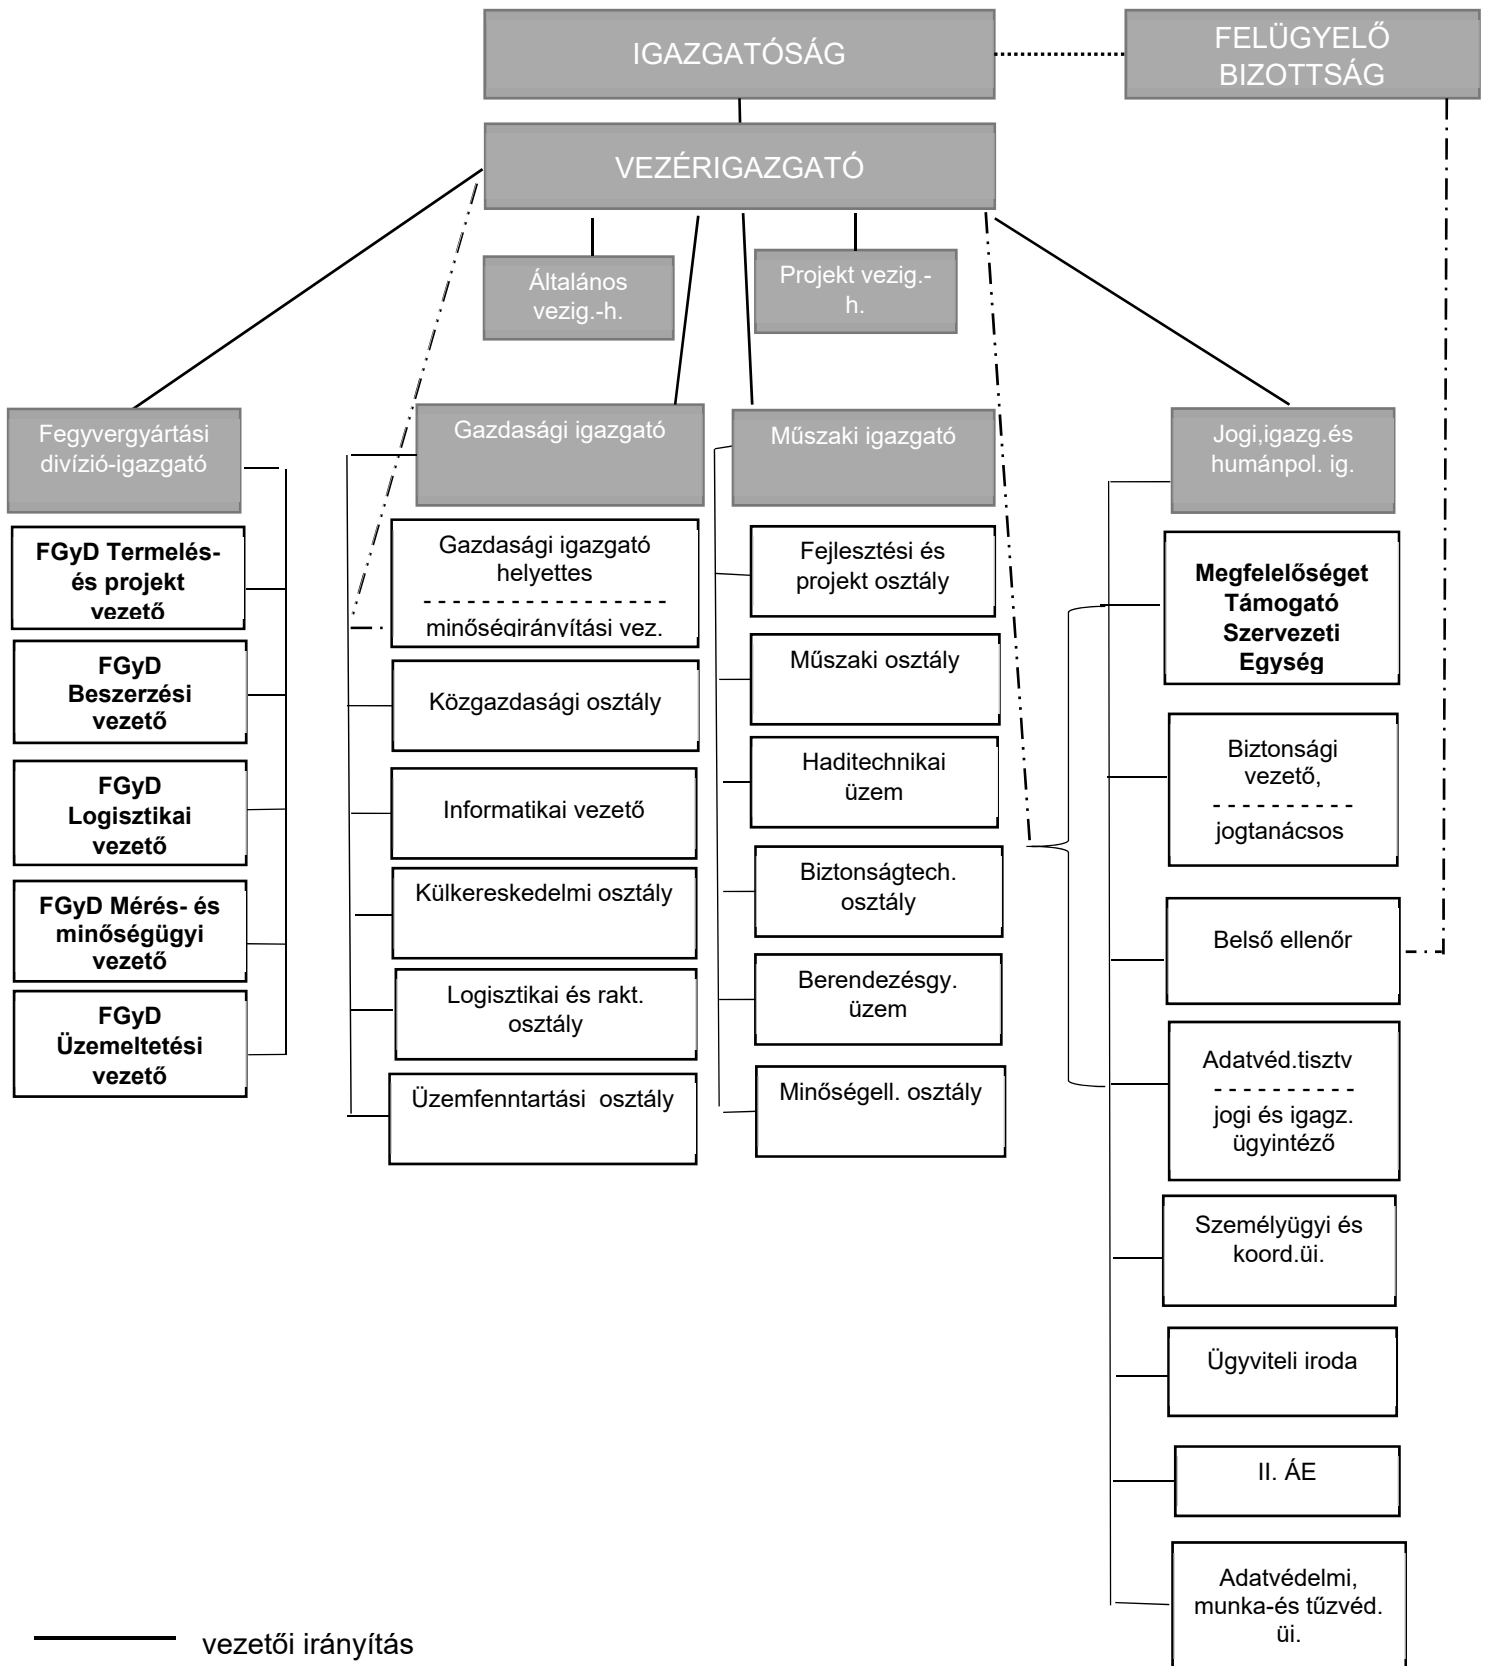 IGAZGATÓSÁG
FELÜGYELŐ
BIZOTTSÁG
VEZÉRIGAZGATÓ
Általános
vezig.-h.
Projekt vezig.-
h.
Fegyvergyártási
divízió-igazgató
FGyD Termelés-
és projekt
vezető
FGyD
Beszerzési
vezető
FGyD
Logisztikai
vezető
FGyD Mérés- és
minőségügyi
vezető
FGyD
Üzemeltetési
vezető
Gazdasági igazgató
Gazdasági igazgató
helyettes
minőségirányítási vez.
Közgazdasági osztály
Informatikai vezető
Külkereskedelmi osztály
Logisztikai és rakt.
osztály
Üzemfenntartási osztály
Műszaki igazgató
Fejlesztési és
projekt osztály
Műszaki osztály
Haditechnikai
üzem
Biztonságtech.
osztály
Berendezésgy.
üzem
Minőségell. osztály
Jogi,igazg.és
humánpol. ig.
Megfelelőséget
Támogató
Szervezeti
Egység
Biztonsági
vezető,
jogtanácsos
Belső ellenőr
Adatvéd.tisztv
jogi és igagz.
ügyintéző
Személyügyi és
koord.üi.
Ügyviteli iroda
II. ÁE
Adatvédelmi,
munka-és tűzvéd.
üi.
vezetői irányítás